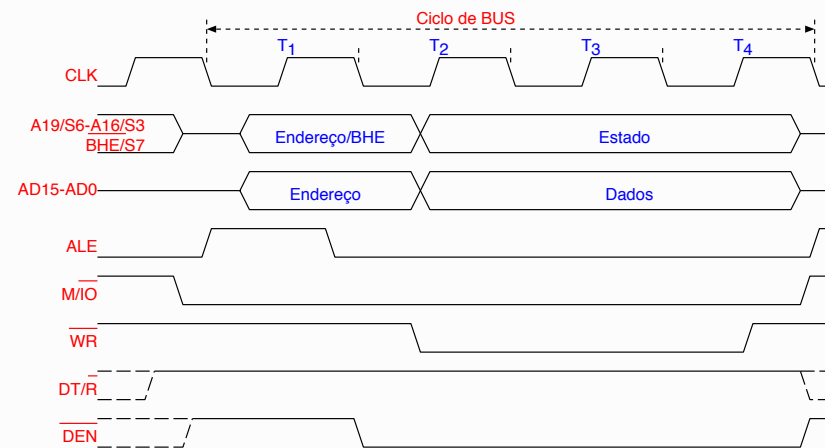 Ciclo de BUS
T1 T2 T3 T4
CLK
A19/S6-A16/S3
BHE/S7
Endereço/BHE
Estado
AD15-AD0
Endereço
Dados
ALE
M/IO
WR
DT/R
DEN